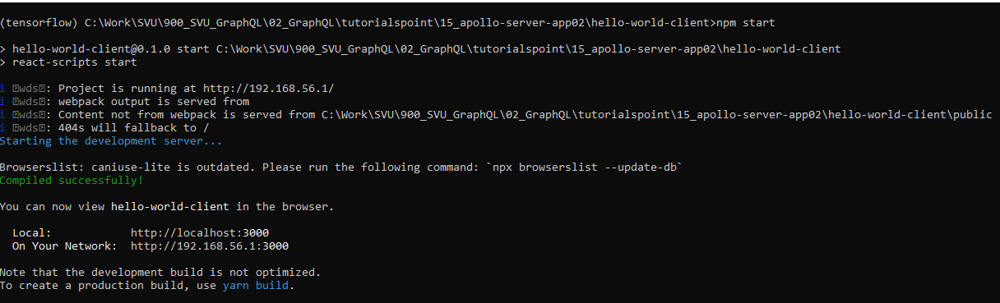 (tensorflow) C:\Work\SVU\900_SVU_GraphQL\02_GraphQL\tutorialspoint\15_apollo-server-app02\hello-world-client>npm start
> hello-world-client@0.1.0 start C:\Work\SVU\900_SVU_GraphQL\02_GraphQL\tutorialspoint\15_apollo-server-app02\hello-world-client
> react-scripts start
i ⍰wds⍰: Project is running at http://192.168.56.1/
i ⍰wds⍰: webpack output is served from
i ⍰wds⍰: Content not from webpack is served from C:\Work\SVU\900_SVU_GraphQL\02_GraphQL\tutorialspoint\15_apollo-server-app02\hello-world-client\public
i ⍰wds⍰: 404s will fallback to /
Starting the development server...
Browserslist: caniuse-lite is outdated. Please run the following command: `npx browserslist --update-db`
Compiled successfully!
You can now view hello-world-client in the browser.
Local: http://localhost:3000
On Your Network: http://192.168.56.1:3000
Note that the development build is not optimized.
To create a production build, use yarn build.